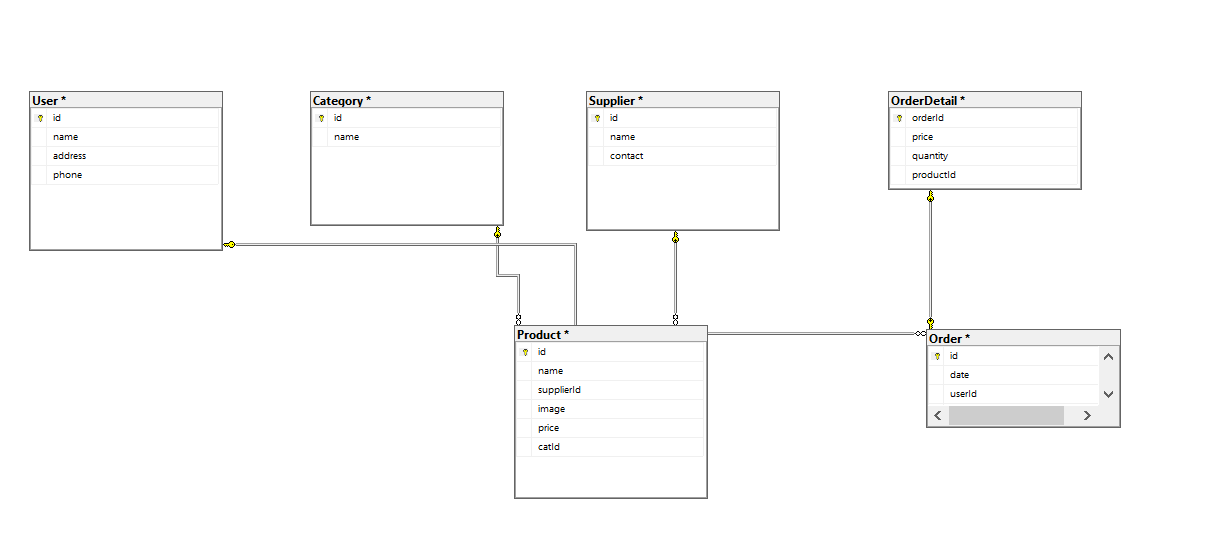 User *
id
name
address
phone
Category *
id
name
Supplier *
id
name
contact
OrderDetail *
orderId
price
quantity
productId
Product *
id
name
supplierId
image
price
catId
Order *
id
date
userId